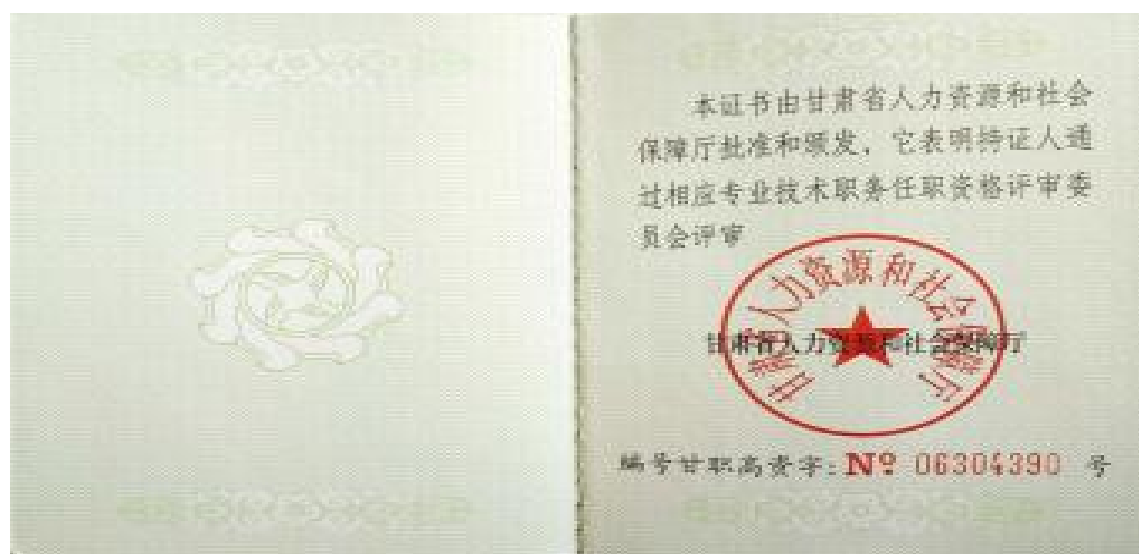 本证书由甘肃省人力资源和社会
保障厅批准和颁发，它表明持证人通
过相应专业技术职务任职资格评审委
员会评审
甘肃省人力资源和社会保障厅
甘肃省人力资源和社会保障厅
编号甘职高资字:Nº 06304390 号